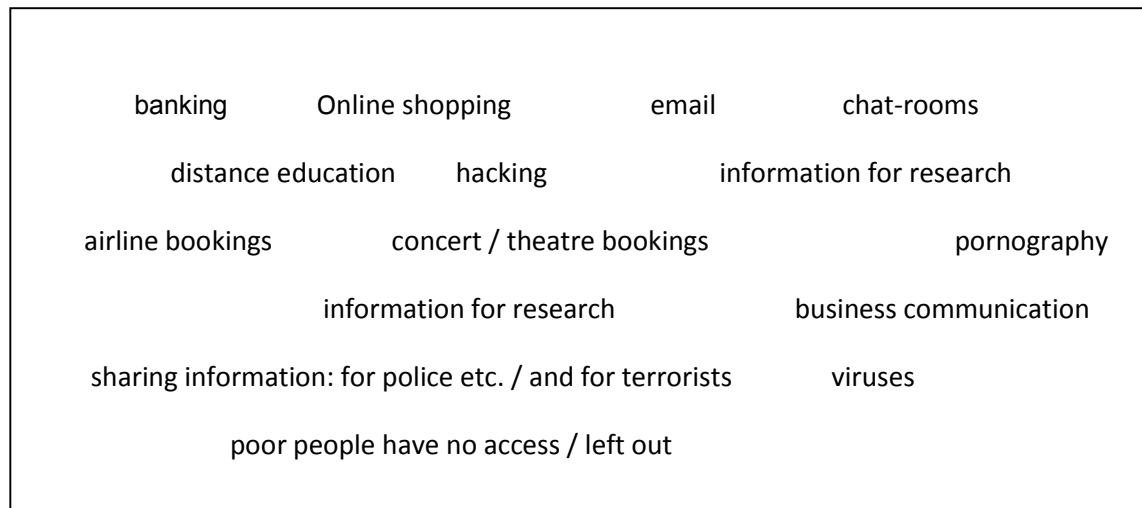 banking Online shopping email chat-rooms
distance education hacking information for research
airline bookings concert / theatre bookings pornography
information for research business communication
sharing information: for police etc. / and for terrorists viruses
poor people have no access / left out